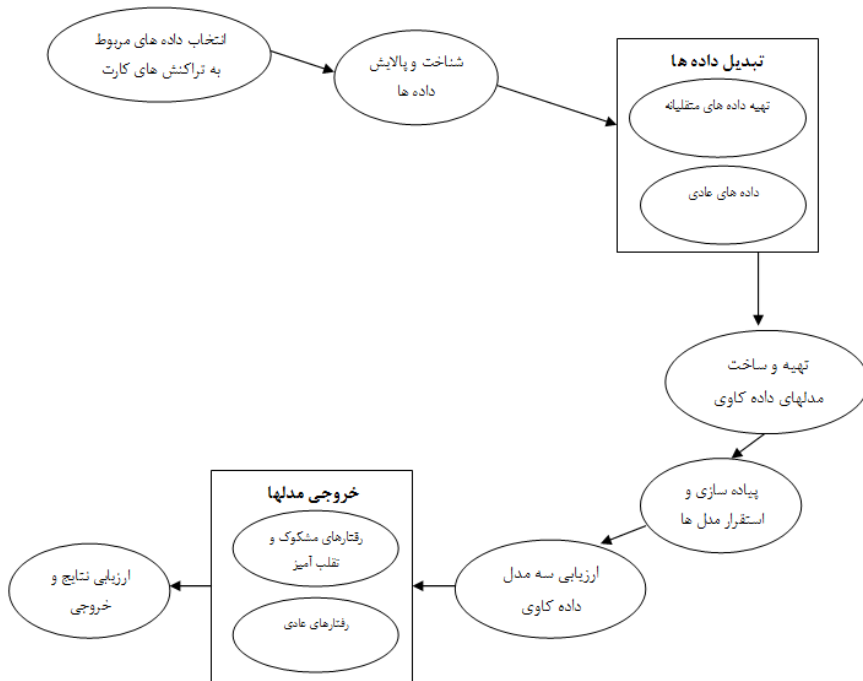 انتخاب داده های مربوط
به تراکنش های کارت
شناخت و پالایش
داده ها
تبدیل داده ها
تهیه داده های متقلبانه
داده های عادی
تهیه و ساخت
مدلهای داده کاوی
پیاده سازی و
استقرار مدل ها
ارزیابی سه مدل
داده کاوی
خروجی مدلها
رفتارهای مشکوک و
تقلب آمیز
رفتارهای عادی
ارزیابی نتایج و
خروجی